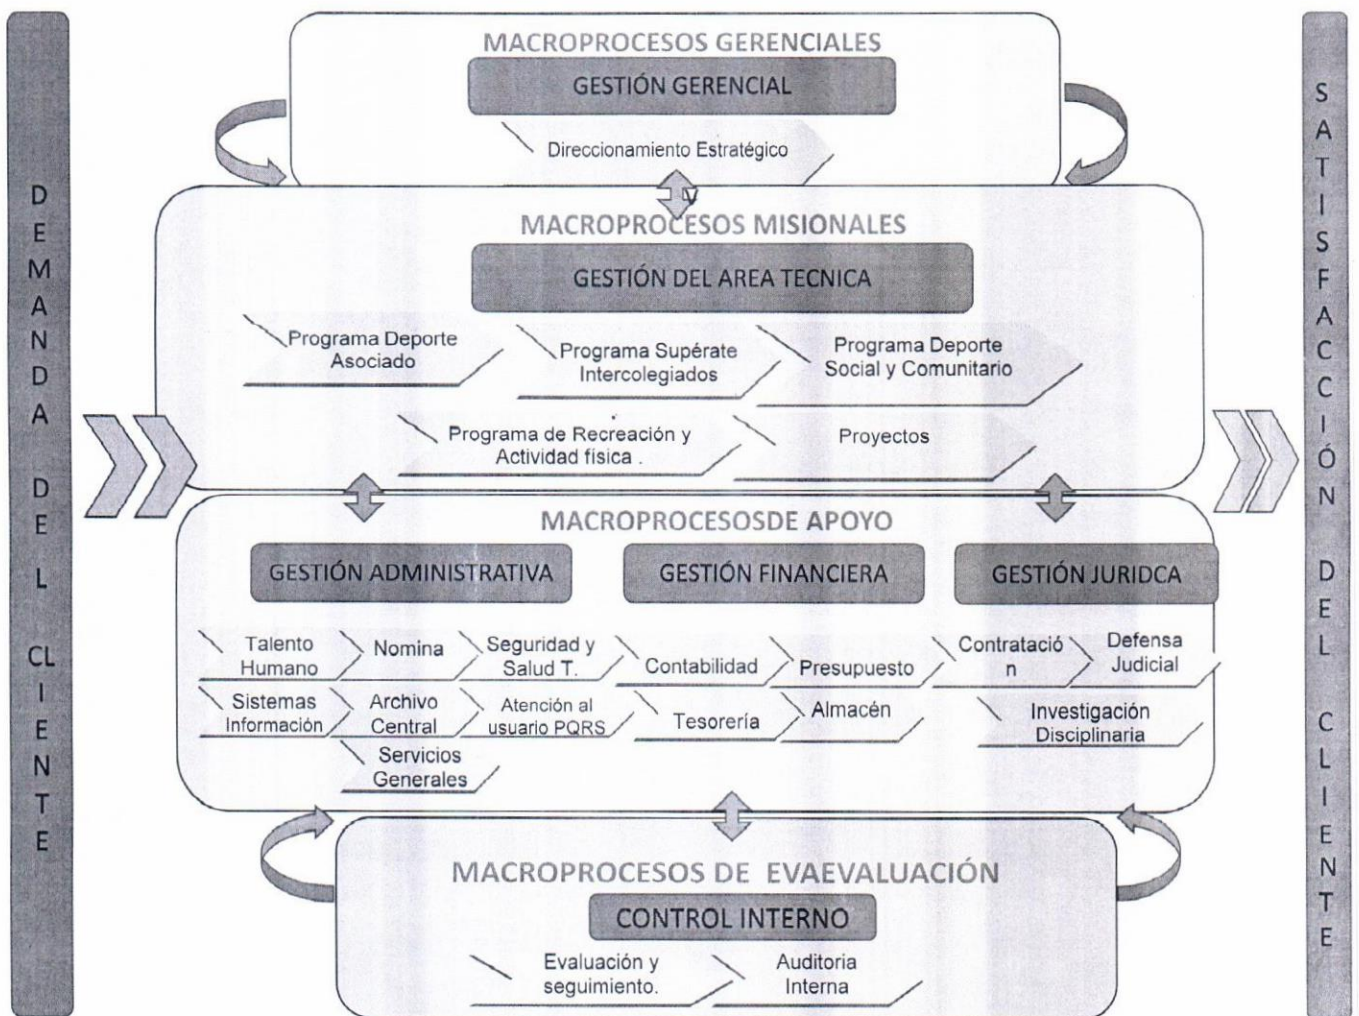 MACROPROCESOS GERENCIALES
GESTIÓN GERENCIAL
Direccionamiento Estratégico
DEMANDA DE L CLIENTE
MACROPROCESOS MISIONALES
GESTIÓN DEL AREA TECNICA
Programa Deporte
Asociado
Programa Supérate
Intercolegiados
Programa Deporte
Social y Comunitario
Programa de Recreación y
Actividad física .
Proyectos
MACROPROCESOSDE APOYO
GESTIÓN ADMINISTRATIVA
Talento
Humano
Nomina
Seguridad y
Salud T.
Sistemas
Información
Archivo
Central
Atención al
usuario PQRS
Servicios
Generales
GESTIÓN FINANCIERA
Contabilidad
Presupuesto
Tesorería
Almacén
GESTIÓN JURIDCA
Contratació
n
Defensa
Judicial
Investigación
Disciplinaria
MACROPROCESOS DE EVAEVALUACIÓN
CONTROL INTERNO
Evaluación y
seguimiento.
Auditoria
Interna
SATISFACCIÓN DEL CLIENTE